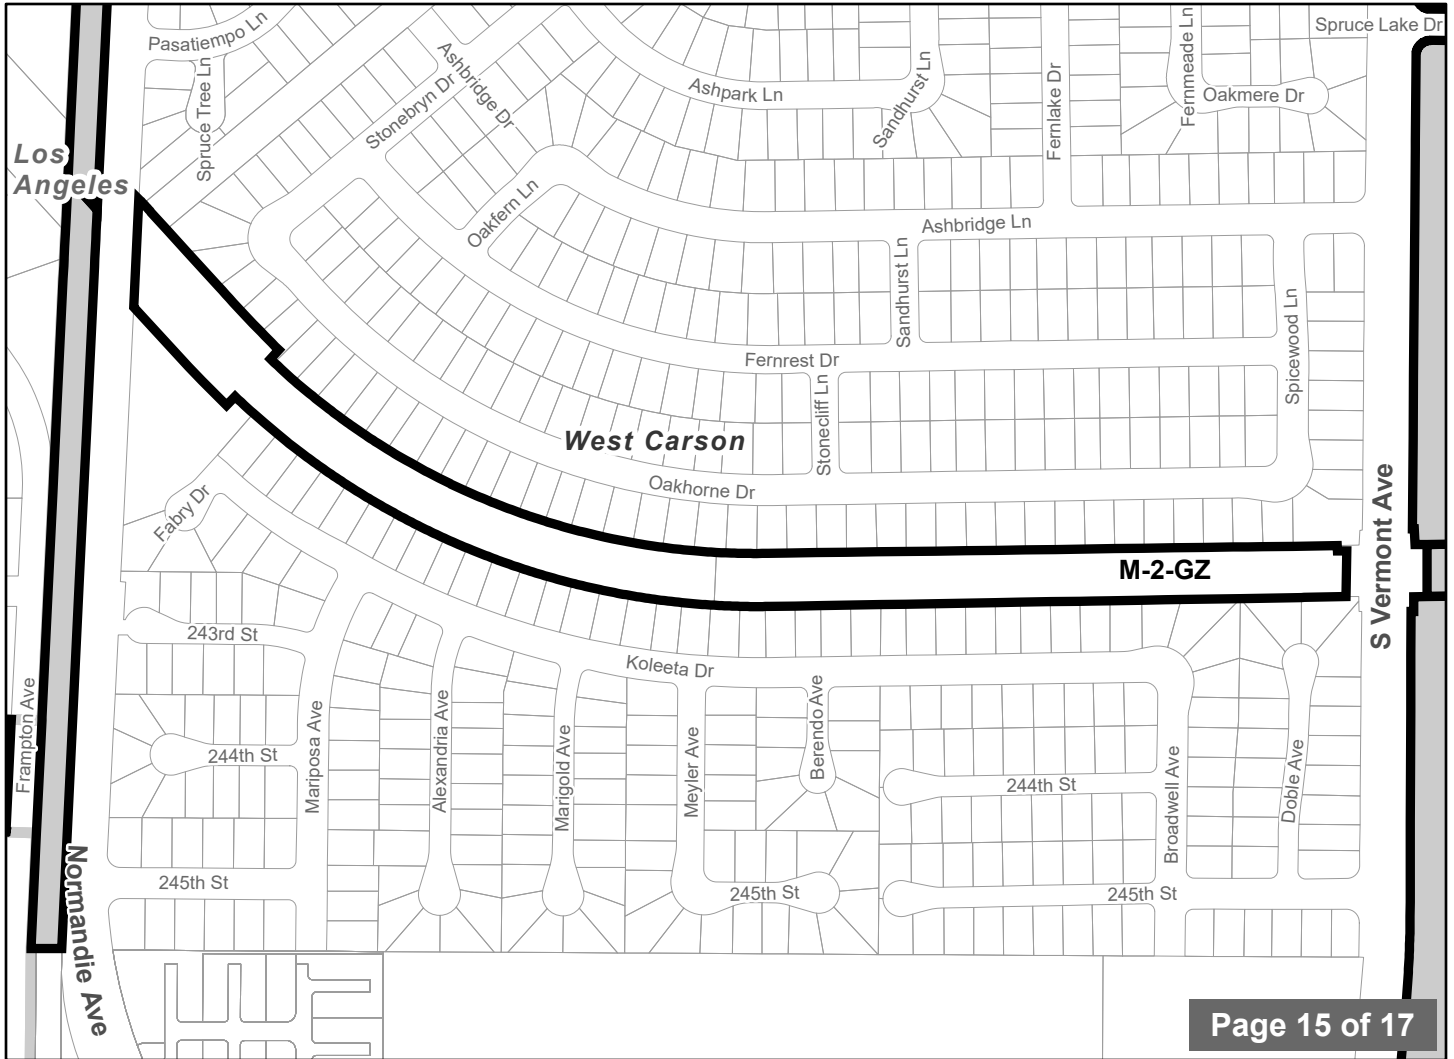 Pasatiempo Ln
Spruce Tree Ln
Ashbridge Dr
Stonebryn Dr
Ashpark Ln
Sandhurst Ln
Fernlake Dr
Fernmeade Ln
Oakmere Dr
Spruce Lake Dr
Los
Angeles
Oakfern Ln
Ashbridge Ln
Sandhurst Ln
Spicewood Ln
Fernrest Dr
Stonecliff Ln
West Carson
Oakhorne Dr
Fabry Dr
S Vermont Ave
M-2-GZ
243rd St
Koleeta Dr
Frampton Ave
Mariposa Ave
Alexandria Ave
Marigold Ave
Meyler Ave
Berendo Ave
Broadwell Ave
Doble Ave
244th St
244th St
245th St
245th St
245th St
Normandie Ave
Page 15 of 17